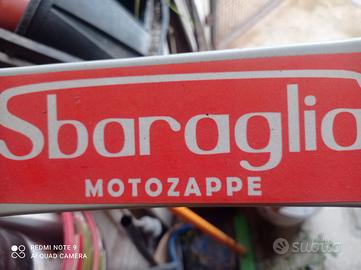 Sbaraglia
MOTOZAPPE
REDMI NOTE 9
AI QUAD CAMERA
subito